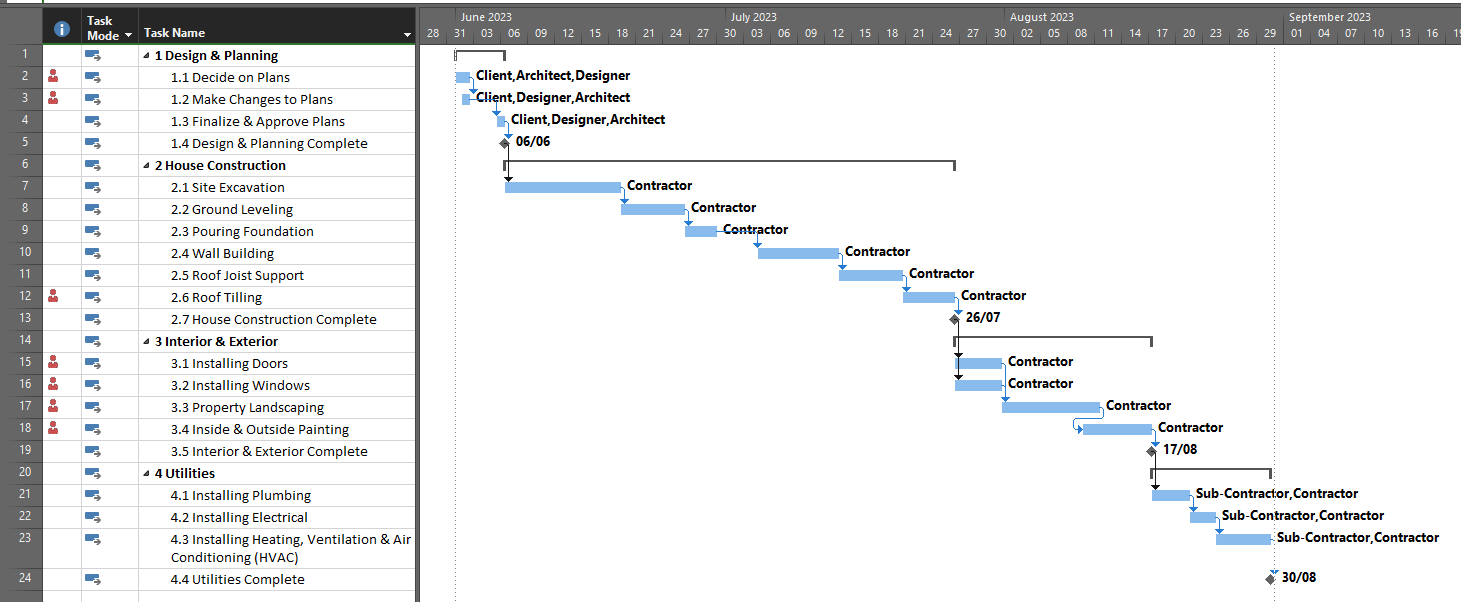 Task Mode Task Name
June 2023 July 2023 August 2023 September 2023
28 31 03 06 09 12 15 18 21 24 27 30 03 06 09 12 15 18 21 24 27 30 02 05 08 11 14 17 20 23 26 29 01 04 07 10 13 16 19
1 1 Design & Planning
2 1.1 Decide on Plans Client,Architect,Designer
3 1.2 Make Changes to Plans Client,Designer,Architect
4 1.3 Finalize & Approve Plans Client,Designer,Architect
5 1.4 Design & Planning Complete 06/06
6 2 House Construction
7 2.1 Site Excavation Contractor
8 2.2 Ground Leveling Contractor
9 2.3 Pouring Foundation Contractor
10 2.4 Wall Building Contractor
11 2.5 Roof Joist Support Contractor
12 2.6 Roof Tilling Contractor
13 2.7 House Construction Complete 26/07
14 3 Interior & Exterior
15 3.1 Installing Doors Contractor
16 3.2 Installing Windows Contractor
17 3.3 Property Landscaping Contractor
18 3.4 Inside & Outside Painting Contractor
19 3.5 Interior & Exterior Complete 17/08
20 4 Utilities
21 4.1 Installing Plumbing Sub-Contractor,Contractor
22 4.2 Installing Electrical Sub-Contractor,Contractor
23 4.3 Installing Heating, Ventilation & Air Sub-Contractor,Contractor
Conditioning (HVAC)
24 4.4 Utilities Complete 30/08